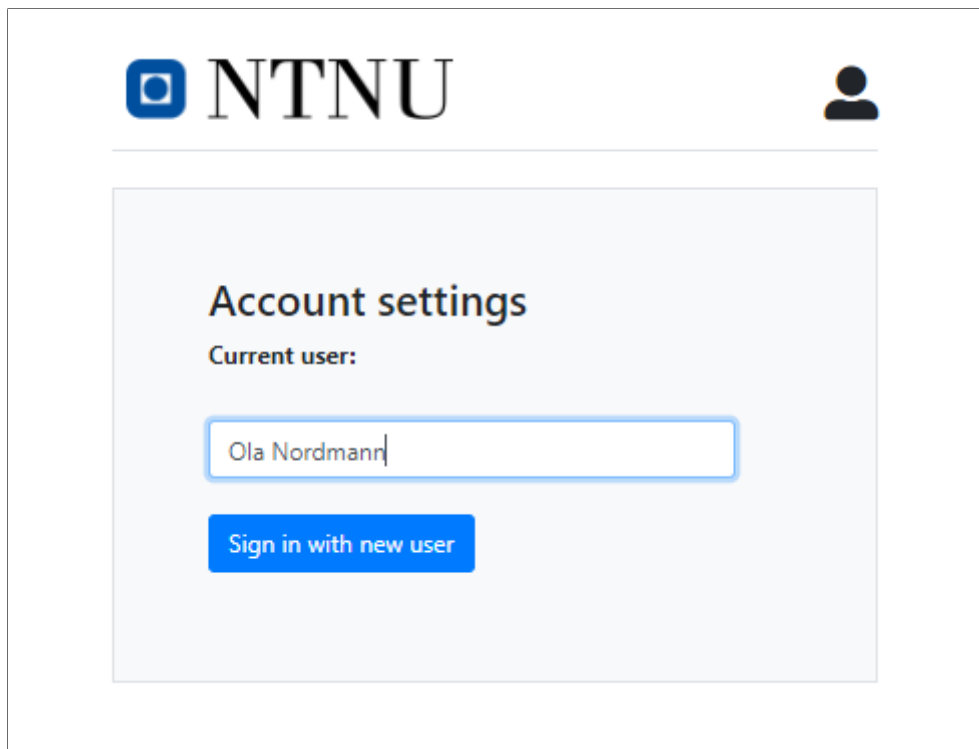 NTNU
Account settings
Current user:
Ola Nordmann
Sign in with new user